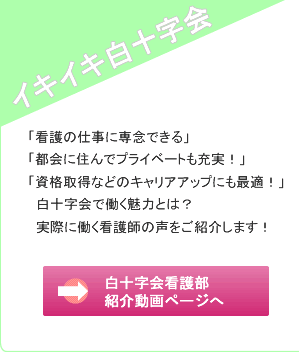 イキイキ白十字会
「看護の仕事に専念できる」
「都会に住んでプライベートも充実！」
「資格取得などのキャリアアップにも最適！」
白十字会で働く魅力とは？
実際に働く看護師の声をご紹介します！
白十字会看護部
紹介動画ページへ